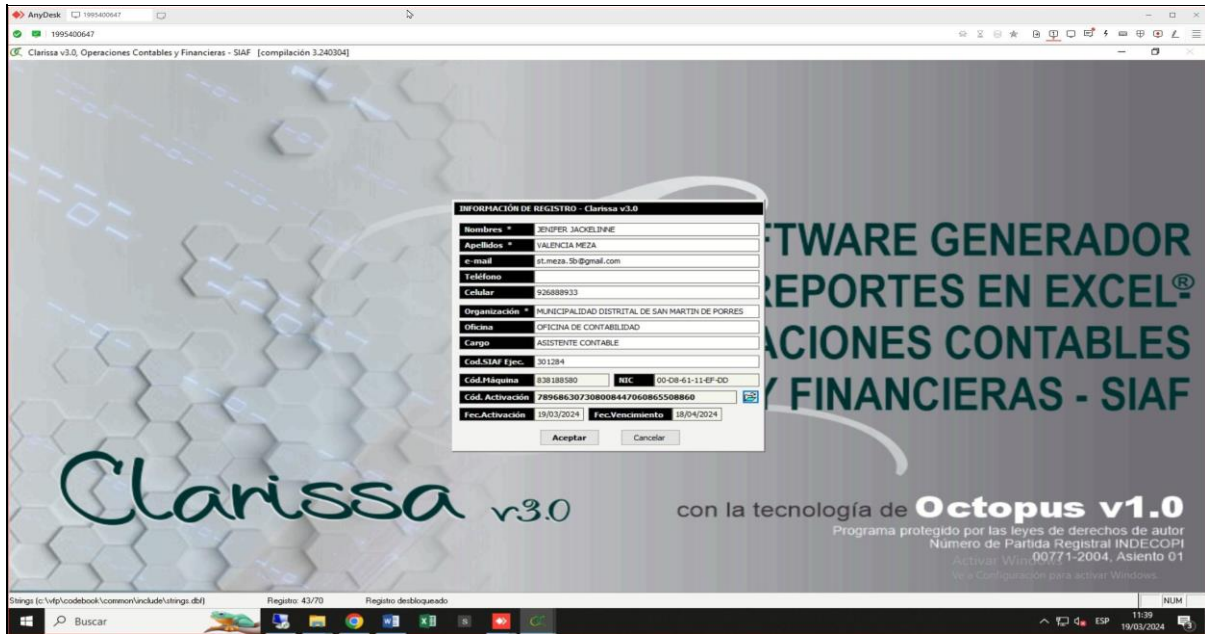 AnyDesk 1995400647
1995400647
Clarissa v3.0, Operaciones Contables y Financieras - SIAF [compilación 3.240304]
INFORMACIÓN DE REGISTRO - Clarissa v3.0
Nombres * JENIFER JACKELINNE
Apellidos * VALENCIA MEZA
e-mail st.meza.5b@gmail.com
Teléfono
Celular 926888933
Organización * MUNICIPALIDAD DISTRITAL DE SAN MARTIN DE PORRES
Oficina OFICINA DE CONTABILIDAD
Cargo ASISTENTE CONTABLE
Cod.SIAF Ejec. 301284
Cód.Máquina 838188580 NIC 00-D8-61-11-EF-DD
Cód. Activación 7896863073080084470608655088​60
Fec.Activación 19/03/2024 Fec.Vencimiento 18/04/2024
Aceptar Cancelar
TWARE GENERADOR
EPORTES EN EXCEL®
ACIONES CONTABLES
Y FINANCIERAS - SIAF
Clarissa v3.0
con la tecnología de Octopus v1.0
Programa protegido por las leyes de derechos de autor
Número de Partida Registral INDECOPI
00771-2004, Asiento 01
Activar Windows
Ve a Configuración para activar Windows.
Strings (c:\vfp\codebook\common\include\strings.dbf) Registro: 43/70 Registro desbloqueado NUM
Buscar
ESP
11:39
19/03/2024